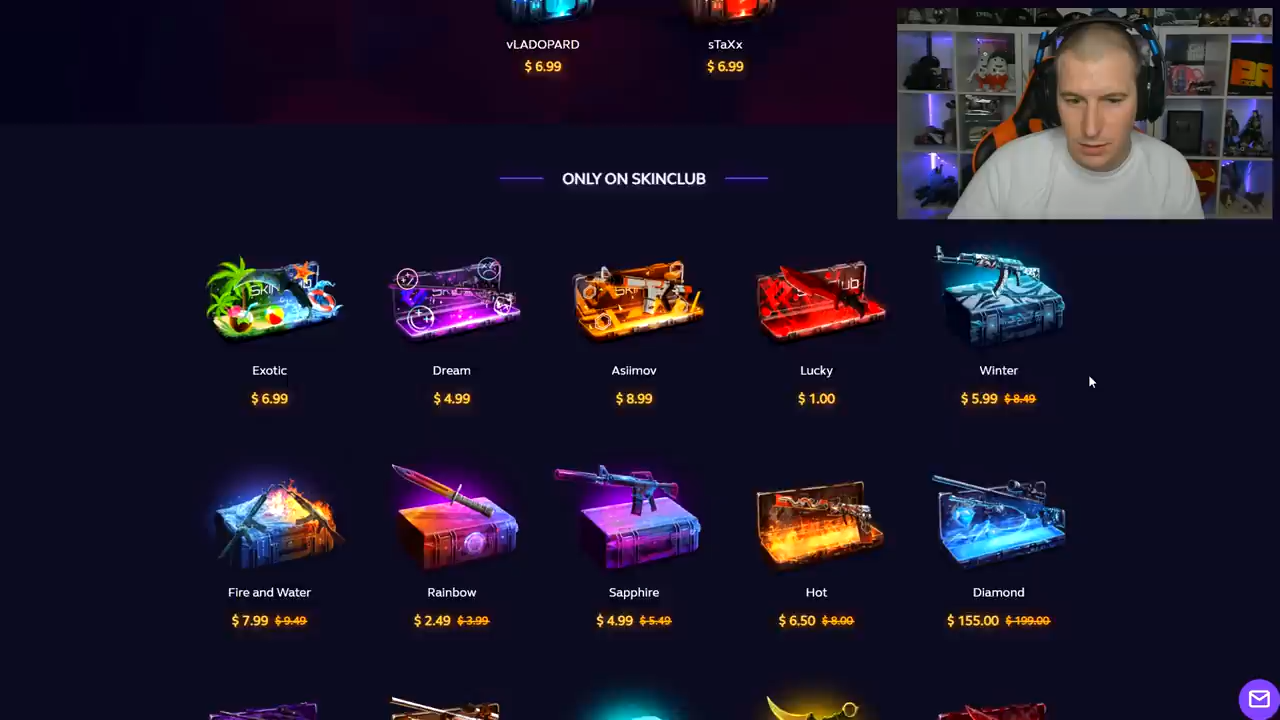 vLADOPARD
$ 6.99
sTaXx
$ 6.99
ONLY ON SKINCLUB
Exotic
$ 6.99
Dream
$ 4.99
Asiimov
$ 8.99
Lucky
$ 1.00
Winter
$ 5.99 $ 8.49
Fire and Water
$ 7.99 $ 9.49
Rainbow
$ 2.49 $ 3.99
Sapphire
$ 4.99 $ 5.49
Hot
$ 6.50 $ 8.00
Diamond
$ 155.00 $ 199.00